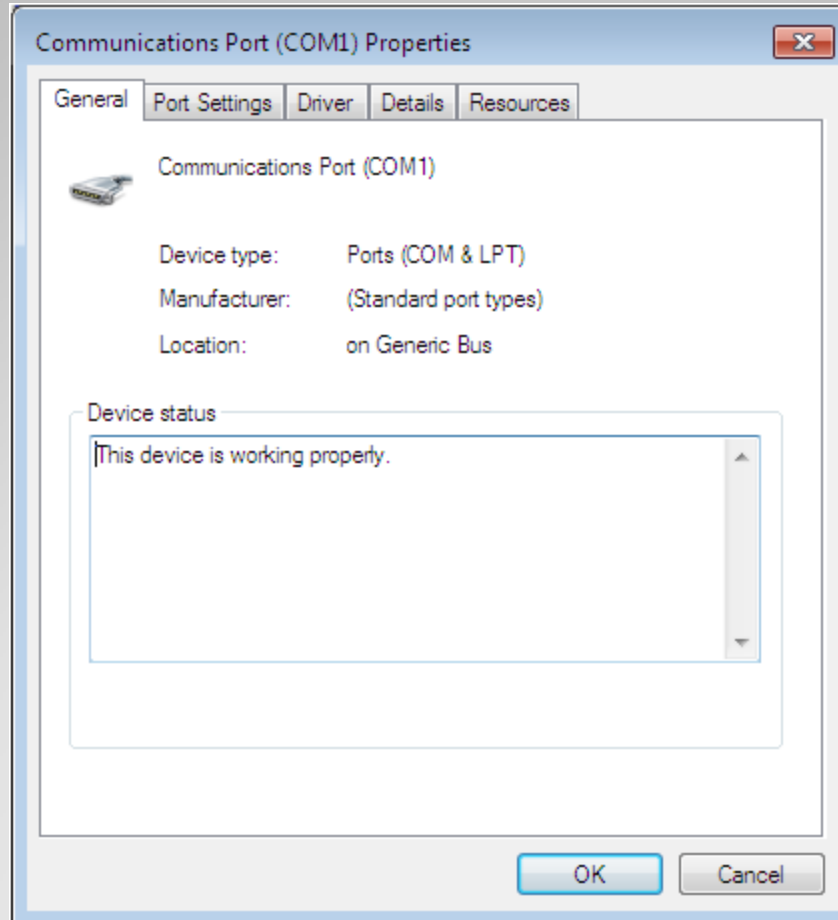 Communications Port (COM1) Properties
General Port Settings Driver Details Resources
Communications Port (COM1)
Device type: Ports (COM & LPT)
Manufacturer: (Standard port types)
Location: on Generic Bus
Device status
This device is working properly.
OK Cancel